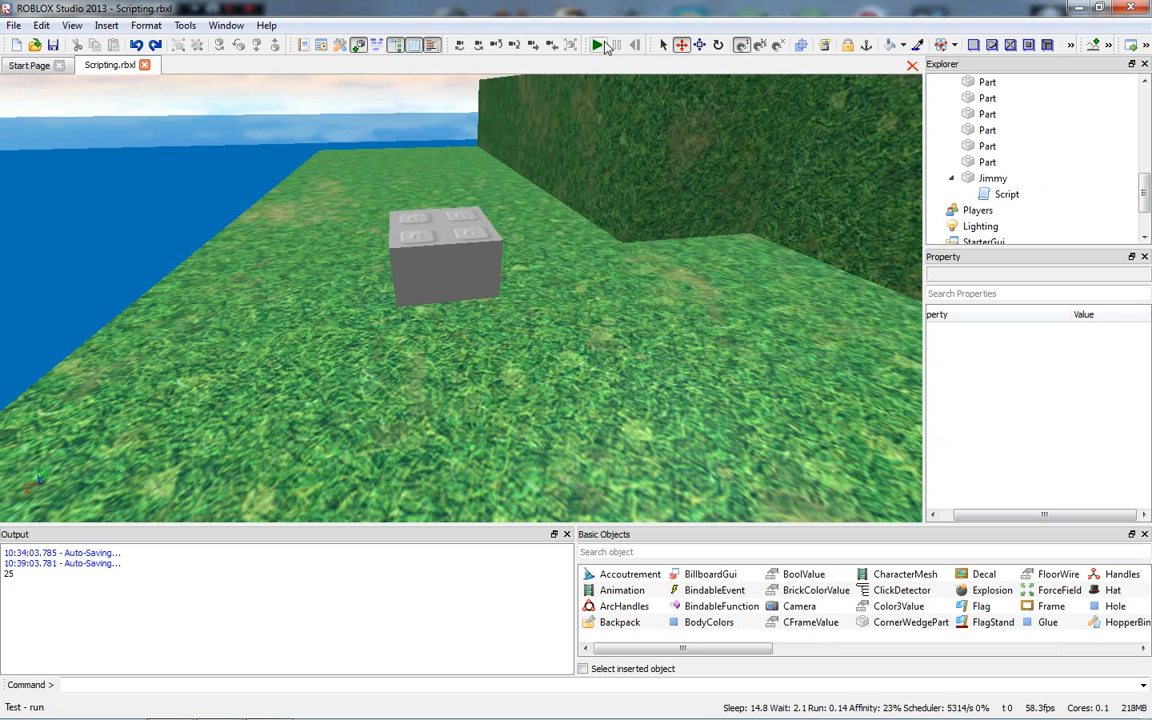 ROBLOX Studio 2013 - Scripting.rbxl
File Edit View Insert Format Tools Window Help
Start Page Scripting.rbxl
Explorer
Part
Part
Part
Part
Part
Part
Jimmy
Script
Players
Lighting
StarterGui
Property
Search Properties
perty Value
Output
10:34:03.785 - Auto-Saving...
10:39:03.781 - Auto-Saving...
25
Basic Objects
Search object
Accoutrement BillboardGui BoolValue CharacterMesh Decal FloorWire Handles
Animation BindableEvent BrickColorValue ClickDetector Explosion ForceField Hat
ArcHandles BindableFunction Camera Color3Value Flag Frame Hole
Backpack BodyColors CFrameValue CornerWedgePart FlagStand Glue HopperBin
Select inserted object
Command >
Test - run
Sleep: 14.8 Wait: 2.1 Run: 0.14 Affinity: 23% Scheduler: 5314/s 0% t 0 58.3fps Cores: 0.1 218MB